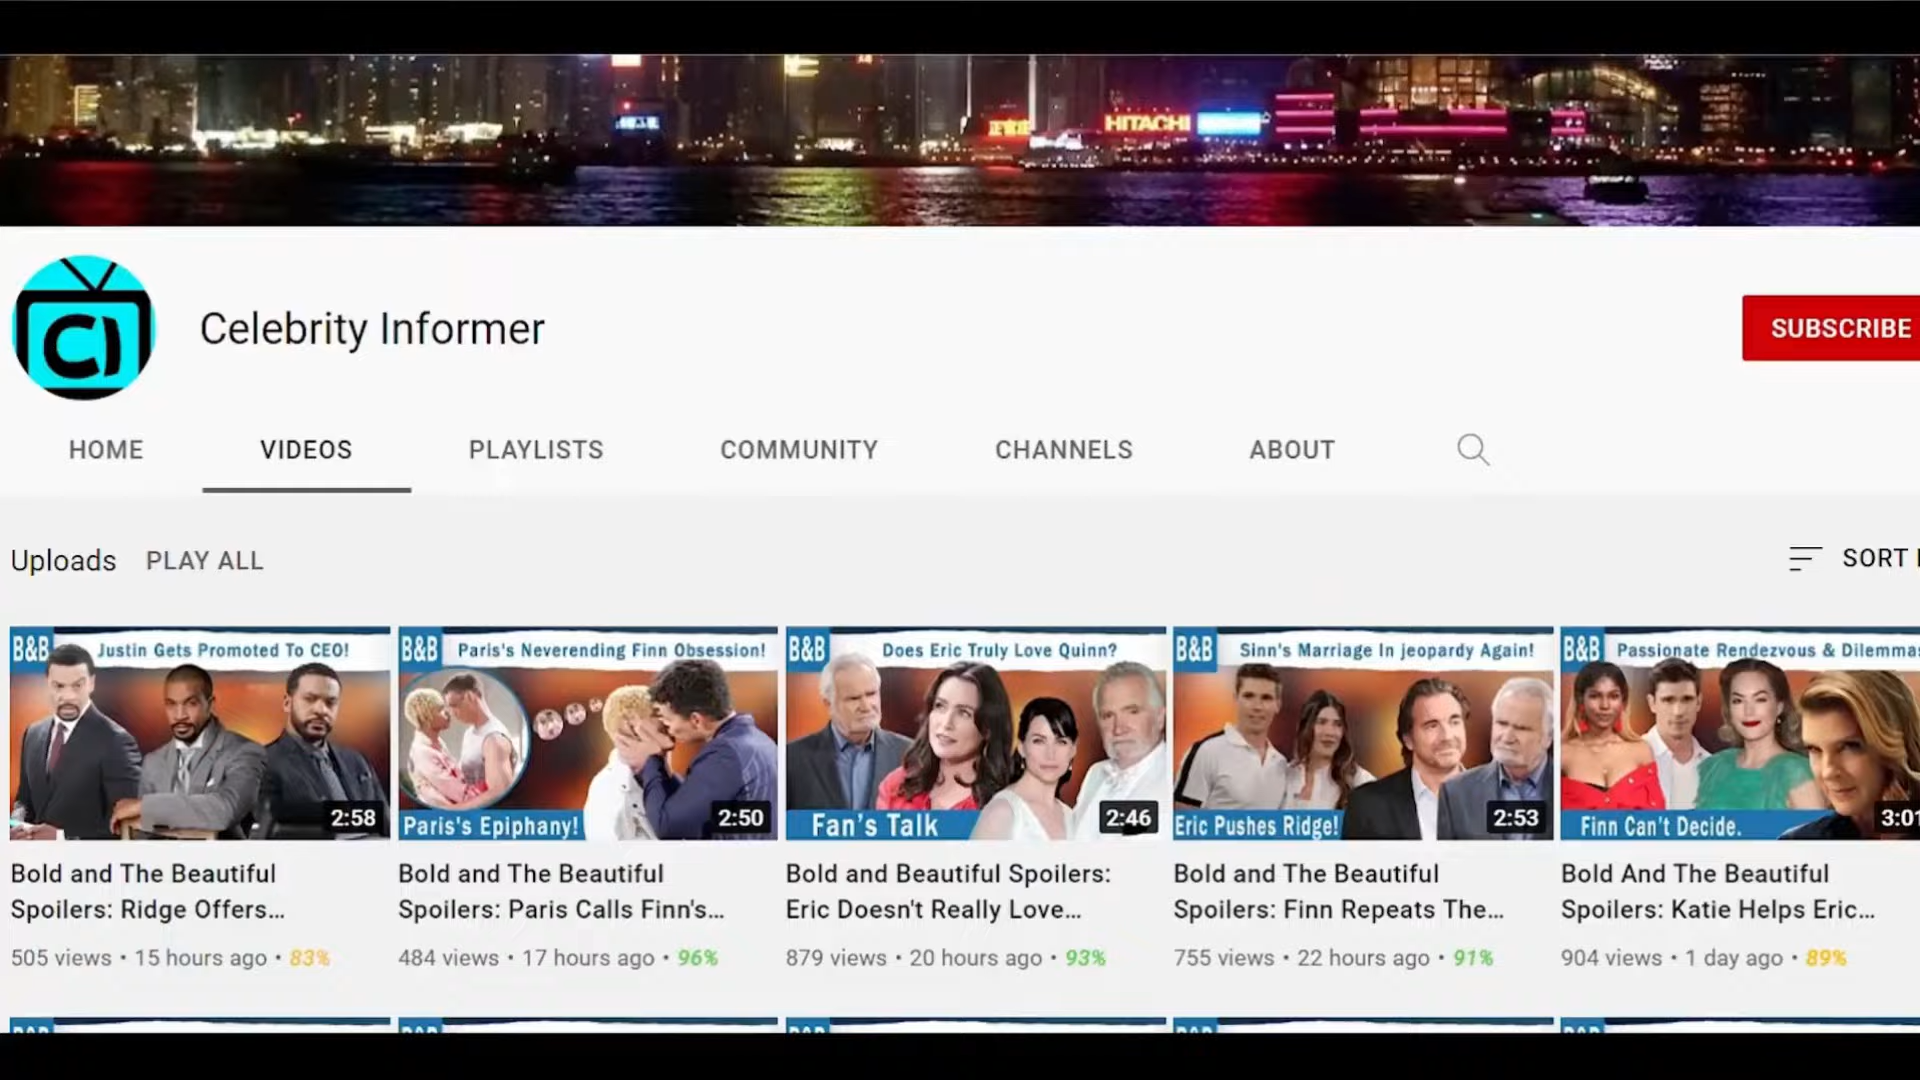 HITACHI
CI
Celebrity Informer
SUBSCRIBE
HOME
VIDEOS
PLAYLISTS
COMMUNITY
CHANNELS
ABOUT
Uploads
PLAY ALL
SORT
B&B Justin Gets Promoted To CEO!
2:58
Bold and The Beautiful
Spoilers: Ridge Offers...
505 views • 15 hours ago • 83%
B&B Paris's Neverending Finn Obsession!
Paris's Epiphany!
2:50
Bold and The Beautiful
Spoilers: Paris Calls Finn's...
484 views • 17 hours ago • 96%
B&B Does Eric Truly Love Quinn?
Fan's Talk
2:46
Bold and Beautiful Spoilers:
Eric Doesn't Really Love...
879 views • 20 hours ago • 93%
B&B Sinn's Marriage In jeopardy Again!
Eric Pushes Ridge!
2:53
Bold and The Beautiful
Spoilers: Finn Repeats The...
755 views • 22 hours ago • 91%
B&B Passionate Rendezvous & Dilemmas
Finn Can't Decide.
3:01
Bold And The Beautiful
Spoilers: Katie Helps Eric...
904 views • 1 day ago • 89%